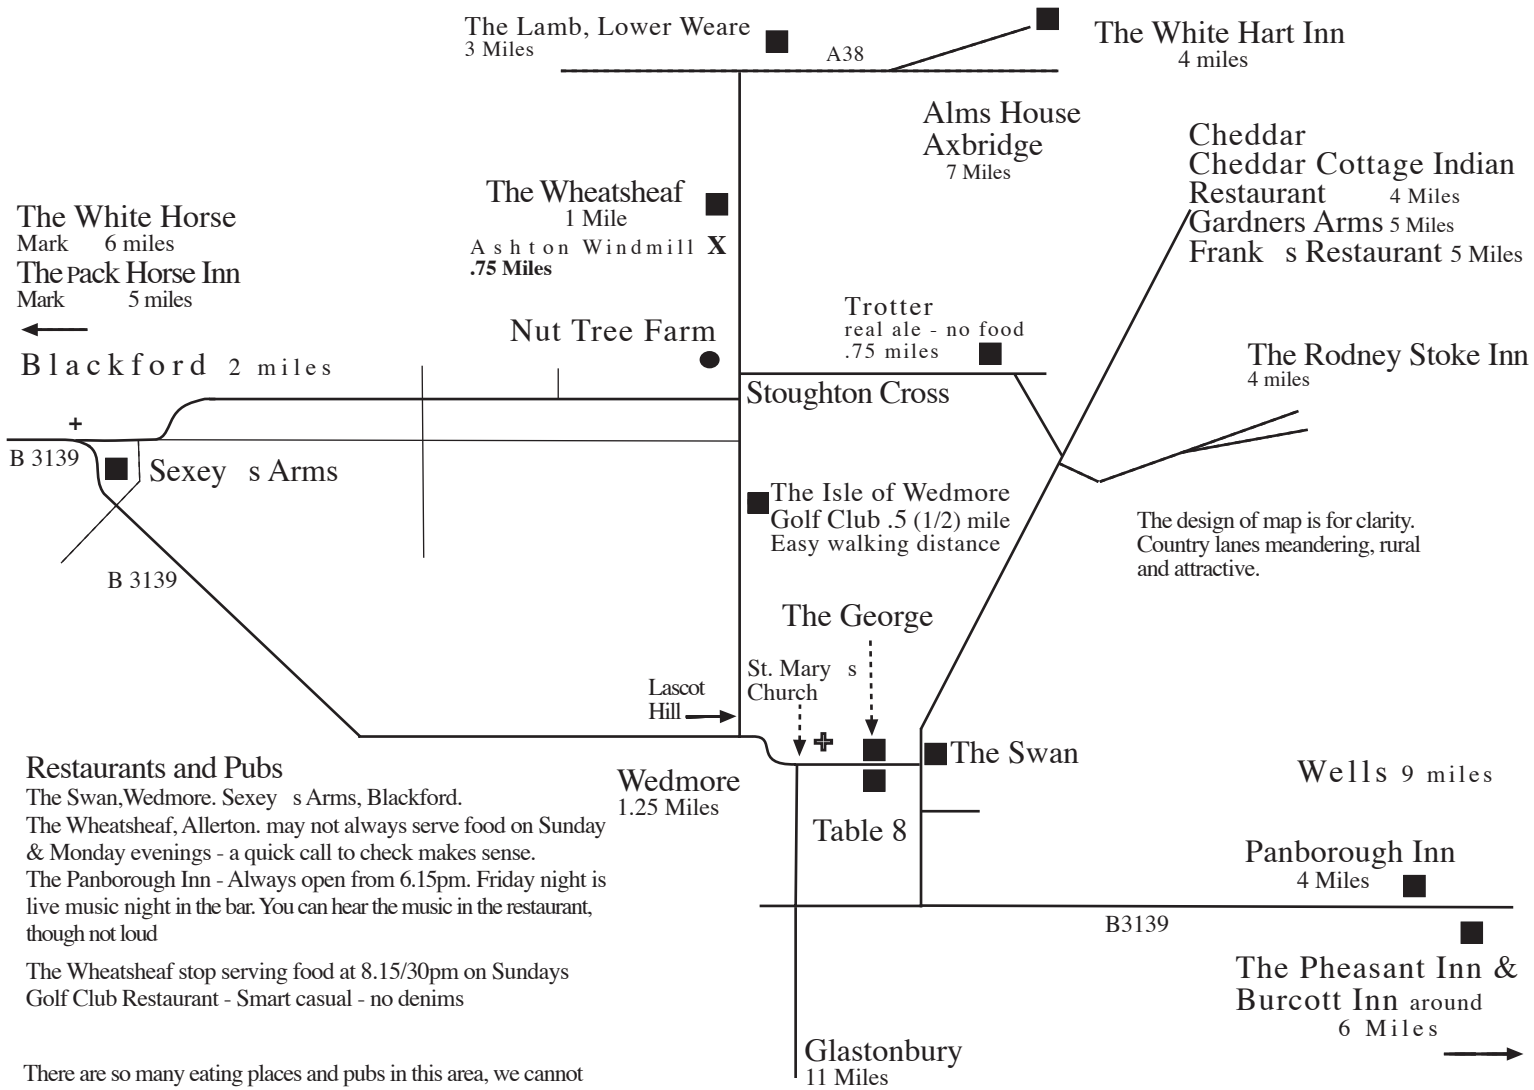 The Lamb, Lower Weare
3 Miles
A38
The White Hart Inn
4 miles
Alms House
Axbridge
7 Miles
Cheddar
Cheddar Cottage Indian
Restaurant 4 Miles
Gardners Arms 5 Miles
Frank s Restaurant 5 Miles
The Wheatsheaf
1 Mile
Ashton Windmill X
.75 Miles
The White Horse
Mark 6 miles
The Pack Horse Inn
Mark 5 miles
Blackford 2 miles
Nut Tree Farm
Trotter
real ale - no food
.75 miles
The Rodney Stoke Inn
4 miles
Stoughton Cross
B 3139
Sexey s Arms
B 3139
The Isle of Wedmore
Golf Club .5 (1/2) mile
Easy walking distance
The design of map is for clarity.
Country lanes meandering, rural
and attractive.
The George
St. Mary s
Church
Lascot
Hill
The Swan
Wedmore
1.25 Miles
Table 8
Wells 9 miles
Panborough Inn
4 Miles
B3139
The Pheasant Inn &
Burcott Inn around
6 Miles
Glastonbury
11 Miles
Restaurants and Pubs
The Swan,Wedmore. Sexey s Arms, Blackford.
The Wheatsheaf, Allerton. may not always serve food on Sunday
& Monday evenings - a quick call to check makes sense.
The Panborough Inn - Always open from 6.15pm. Friday night is
live music night in the bar. You can hear the music in the restaurant,
though not loud
The Wheatsheaf stop serving food at 8.15/30pm on Sundays
Golf Club Restaurant - Smart casual - no denims
There are so many eating places and pubs in this area, we cannot